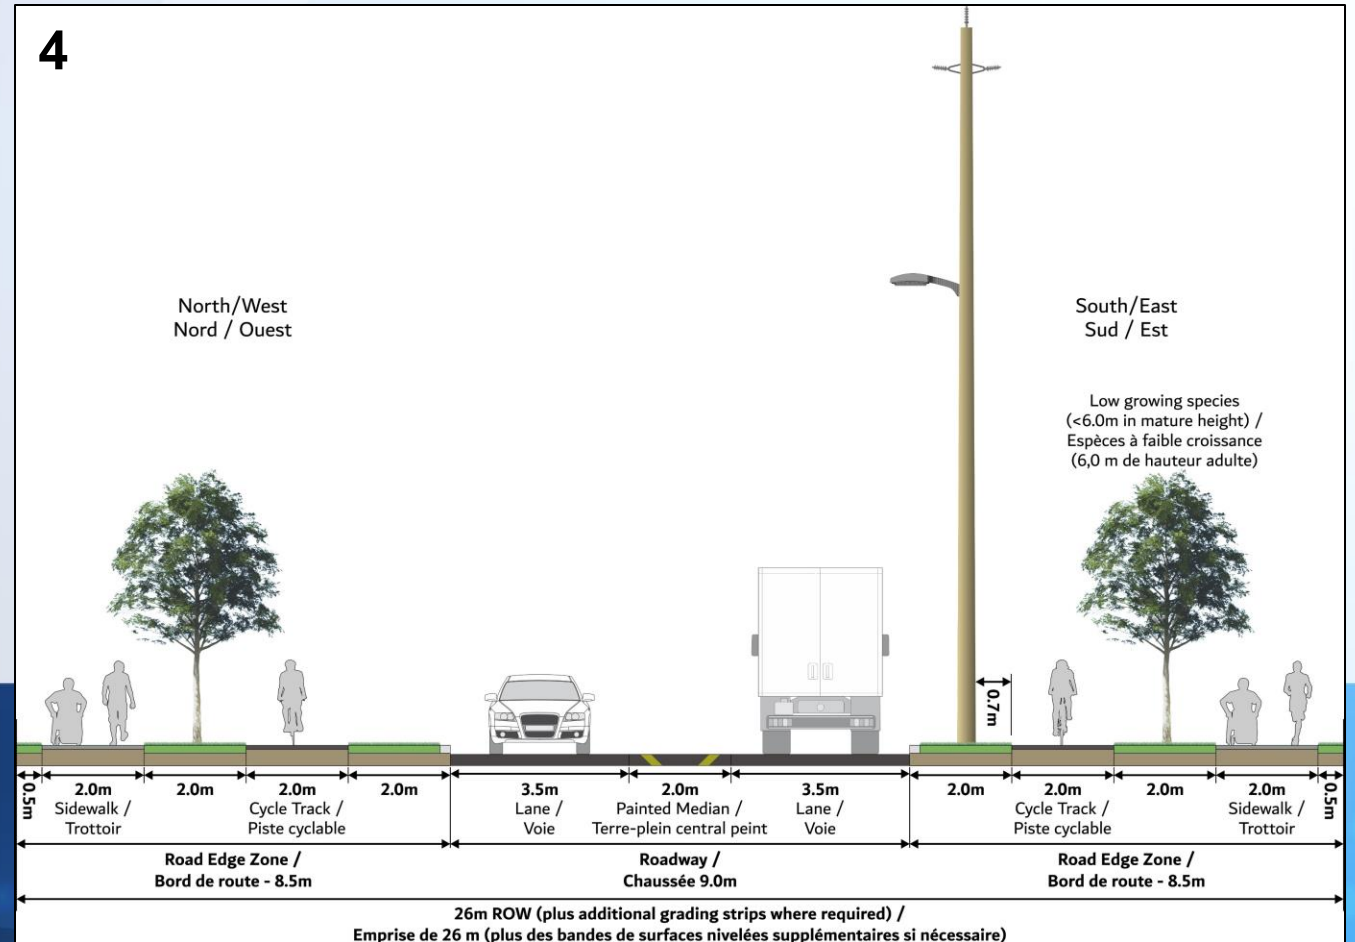 4
North/West
Nord / Ouest
South/East
Sud / Est
Low growing species
(<6.0m in mature height) /
Espèces à faible croissance
(6,0 m de hauteur adulte)
0.7m
0.5m
2.0m
Sidewalk /
Trottoir
2.0m
2.0m
Cycle Track /
Piste cyclable
2.0m
3.5m
Lane /
Voie
2.0m
Painted Median /
Terre-plein central peint
3.5m
Lane /
Voie
2.0m
2.0m
Cycle Track /
Piste cyclable
2.0m
2.0m
Sidewalk /
Trottoir
0.5m
Road Edge Zone /
Bord de route - 8.5m
Roadway /
Chaussée 9.0m
Road Edge Zone /
Bord de route - 8.5m
26m ROW (plus additional grading strips where required) /
Emprise de 26 m (plus des bandes de surfaces nivelées supplémentaires si nécessaire)